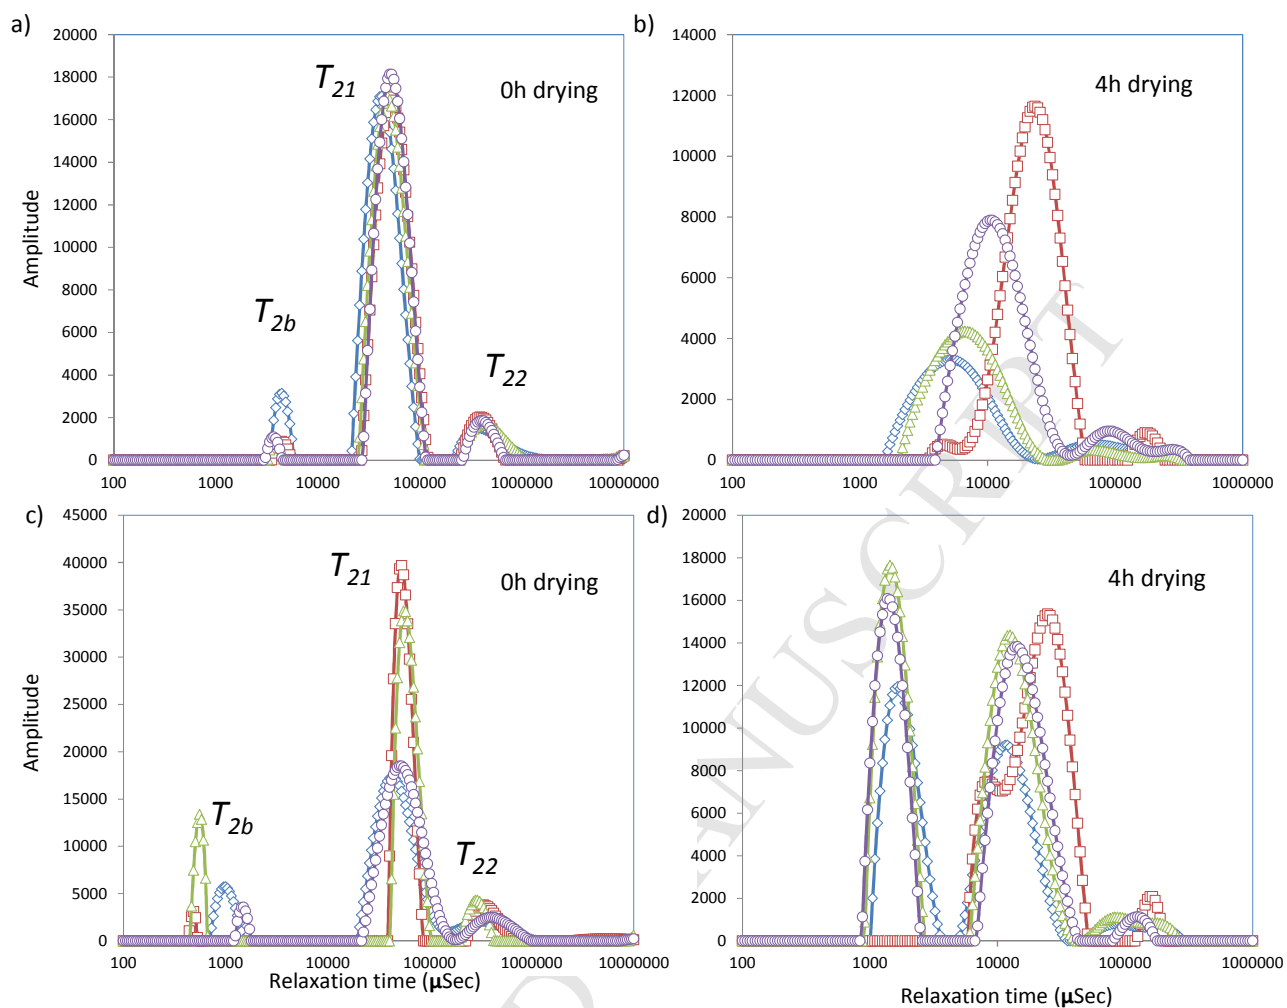 a)
20000
18000
16000
14000
12000
10000
8000
6000
4000
2000
0
Amplitude
T21
0h drying
T2b
T22
100 1000 10000 100000 1000000 10000000
b)
14000
12000
10000
8000
6000
4000
2000
0
4h drying
100 1000 10000 100000 1000000
c)
45000
40000
35000
30000
25000
20000
15000
10000
5000
0
Amplitude
T21
0h drying
T2b
T22
100 1000 10000 100000 1000000 10000000
Relaxation time (µSec)
d)
20000
18000
16000
14000
12000
10000
8000
6000
4000
2000
0
4h drying
100 1000 10000 100000 1000000
Relaxation time (µSec)
ANUSCRIPT